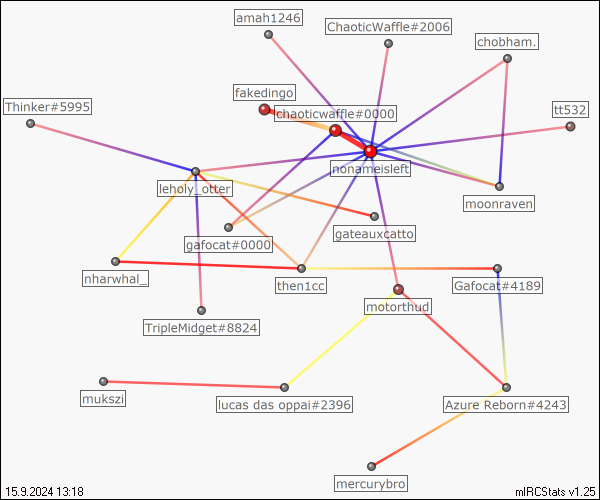 amah1246
ChaoticWaffle#2006
chobham.
fakedingo
Thinker#5995
chaoticwaffle#0000
tt532
nonameisleft
leholy_otter
moonraven
gateauxcatto
gafocat#0000
nharwhal_
then1cc
Gafocat#4189
motorthud
TripleMidget#8824
mukszi
lucas das oppai#2396
Azure Reborn#4243
mercurybro
15.9.2024 13:18
mIRCStats v1.25